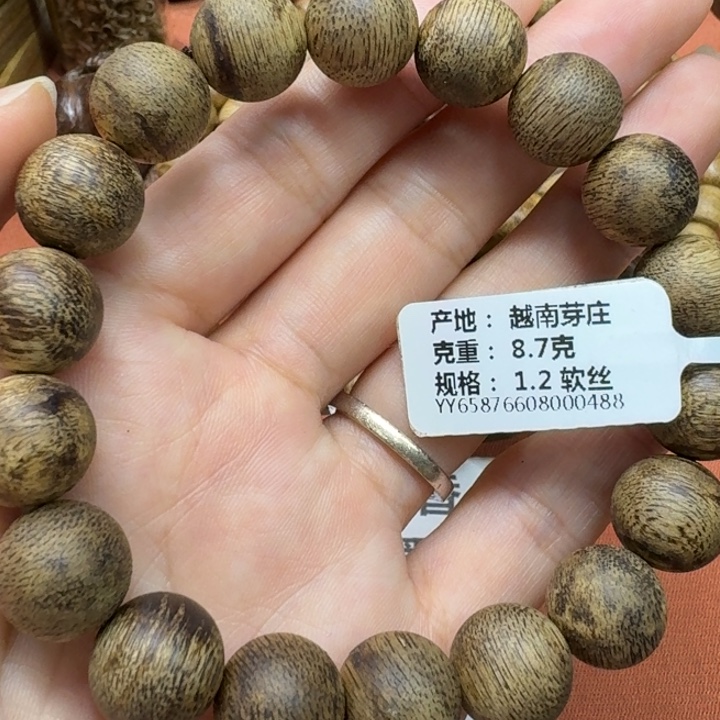 产地： 越南芽庄
克重： 8.7克
规格： 1.2 软丝
YY65876608000488